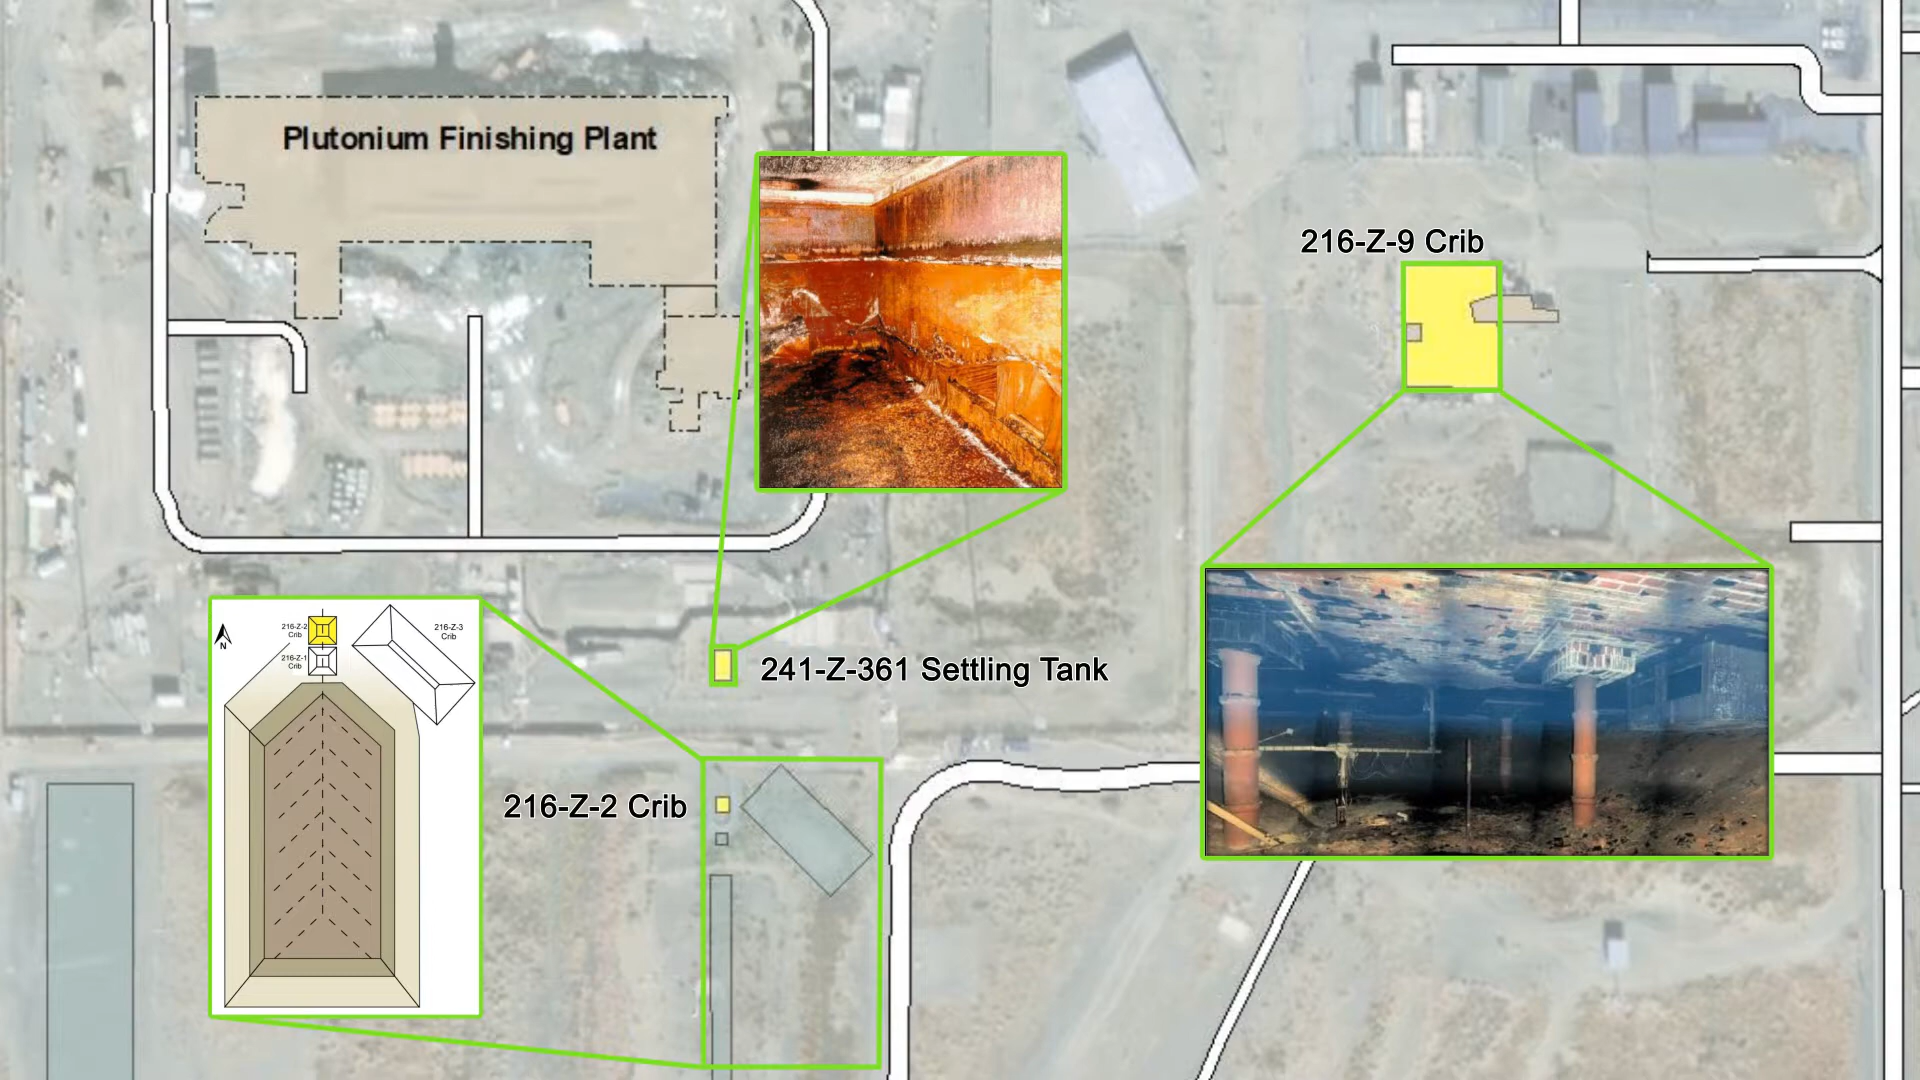 Plutonium Finishing Plant
216-Z-9 Crib
241-Z-361 Settling Tank
216-Z-2 Crib
216-Z-2
Crib
216-Z-1
Crib
216-Z-3
Crib
N